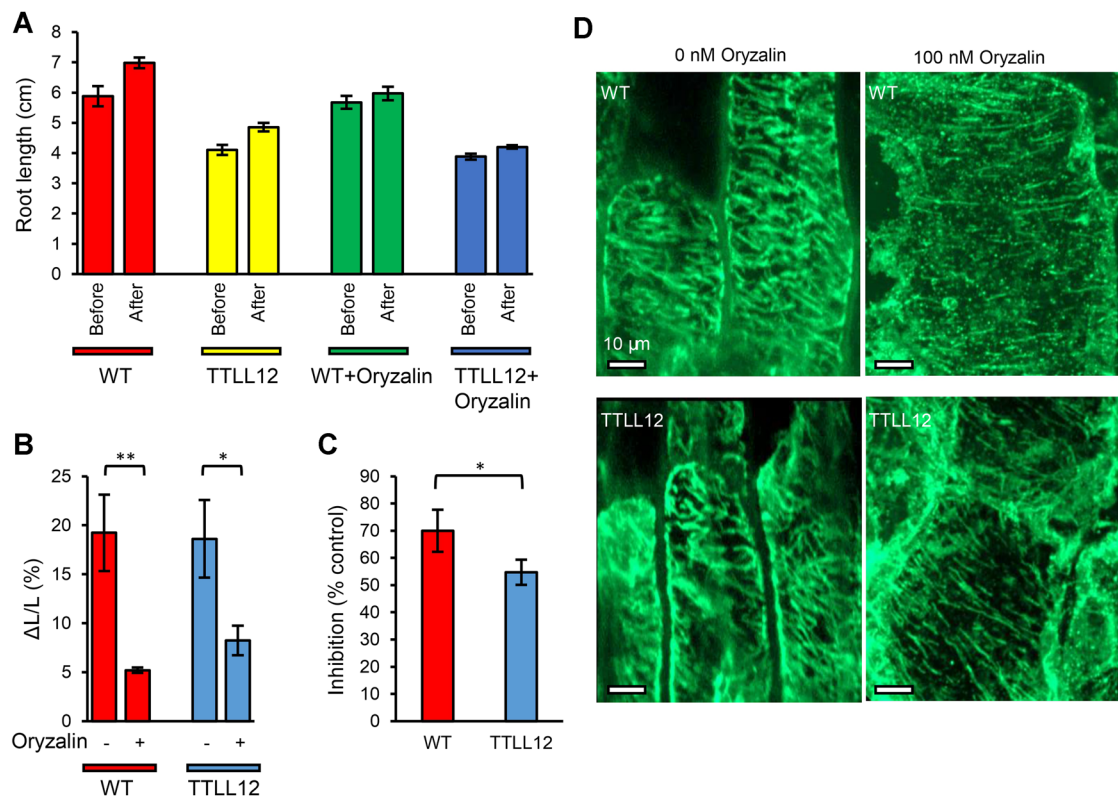 A
Root length (cm)
8
7
6
5
4
3
2
1
0
Before
After
Before
After
Before
After
Before
After
WT
TTLL12
WT+Oryzalin
TTLL12+
Oryzalin
B
ΔL/L (%)
25
20
15
10
5
0
**
*
Oryzalin - + - +
WT
TTLL12
C
Inhibition (% control)
90
80
70
60
50
40
30
20
10
0
*
WT
TTLL12
D
0 nM Oryzalin
100 nM Oryzalin
WT
10 µm
WT
TTLL12
TTLL12